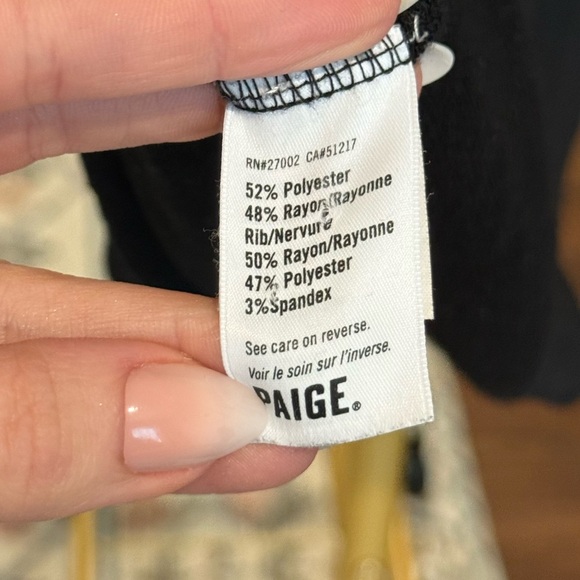 RN#27002 CA#51217
52% Polyester
48% Rayon/Rayonne
Rib/Nervure
50% Rayon/Rayonne
47% Polyester
3%Spandex
See care on reverse.
Voir le soin sur l'inverse.
PAIGE®